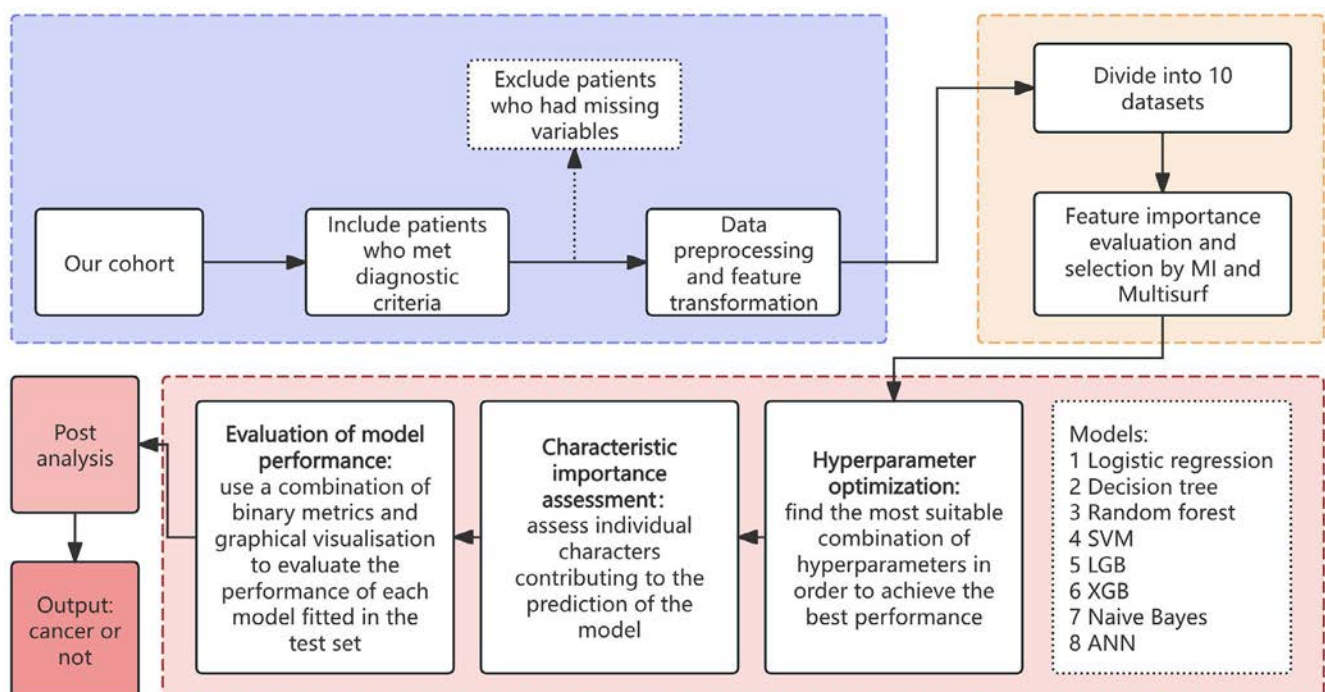 Exclude patients
who had missing
variables
Our cohort
Include patients
who met
diagnostic
criteria
Data
preprocessing
and feature
transformation
Divide into 10
datasets
Feature importance
evaluation and
selection by MI and
Multisurf
Models:
1 Logistic regression
2 Decision tree
3 Random forest
4 SVM
5 LGB
6 XGB
7 Naive Bayes
8 ANN
Hyperparameter
optimization:
find the most suitable
combination of
hyperparameters in
order to achieve the
best performance
Characteristic
importance
assessment:
assess individual
characters
contributing to the
prediction of the
model
Evaluation of model
performance:
use a combination of
binary metrics and
graphical visualisation
to evaluate the
performance of each
model fitted in the
test set
Post
analysis
Output:
cancer or
not